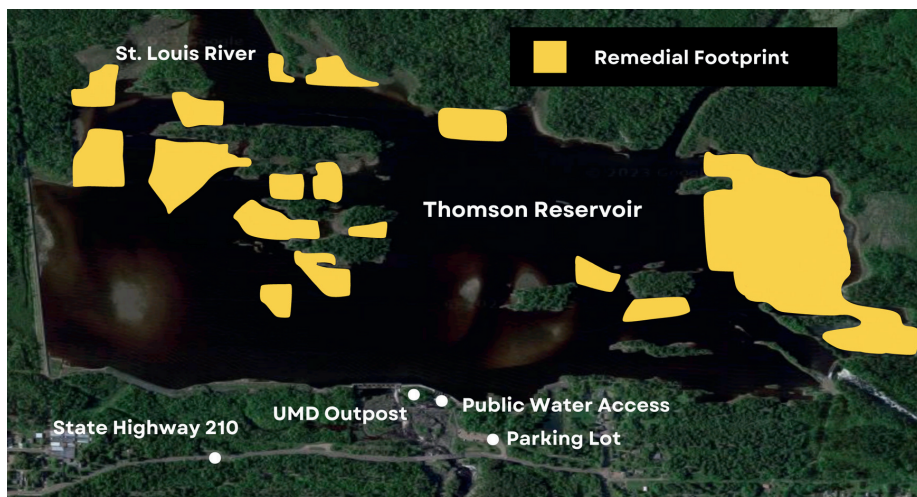 St. Louis River
Remedial Footprint
Thomson Reservoir
UMD Outpost
Public Water Access
State Highway 210
Parking Lot